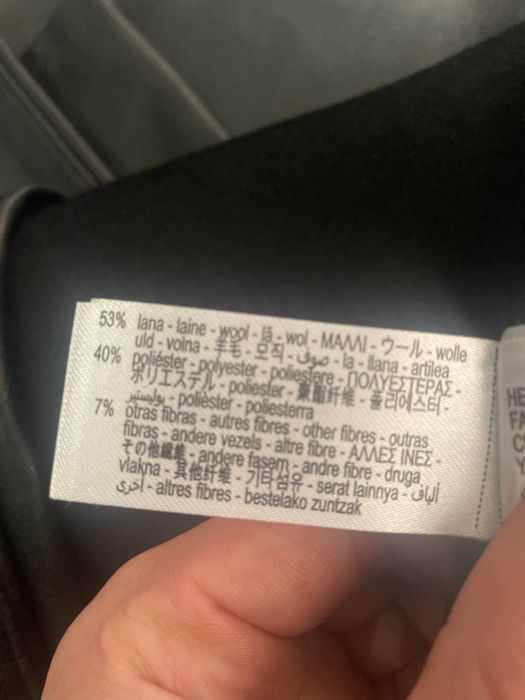 53% lana - laine - wool - lã - wol - ΜΑΛΛΙ - ウール - wolle
uld - volna - 羊毛 - 모직 - صوف - la - llana - artilea
40% poliéster - polyester - poliestere - ΠΟΛΥΕΣΤΕΡΑΣ -
ポリエステル - poliester - 聚酯纤维 - 폴리에스터 -
بوليستير - polièster - poliesterra
7% otras fibras - autres fibres - other fibres - outras
fibras - andere vezels - altre fibre - ΑΛΛΕΣ ΙΝΕΣ -
その他繊維 - andere fasern - andre fibre - druga
vlakna - 其他纤维 - 기타섬유 - serat lainnya - ألياف
أخرى - altres fibres - bestelako zuntzak
HE
FA
C